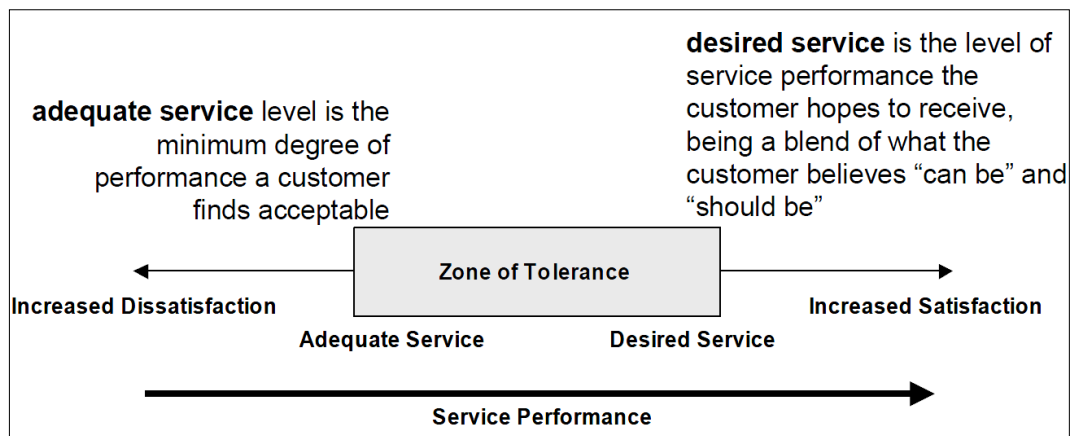 desired service is the level of
service performance the
customer hopes to receive,
being a blend of what the
customer believes “can be” and
“should be”
adequate service level is the
minimum degree of
performance a customer
finds acceptable
Zone of Tolerance
Increased Dissatisfaction
Increased Satisfaction
Adequate Service
Desired Service
Service Performance